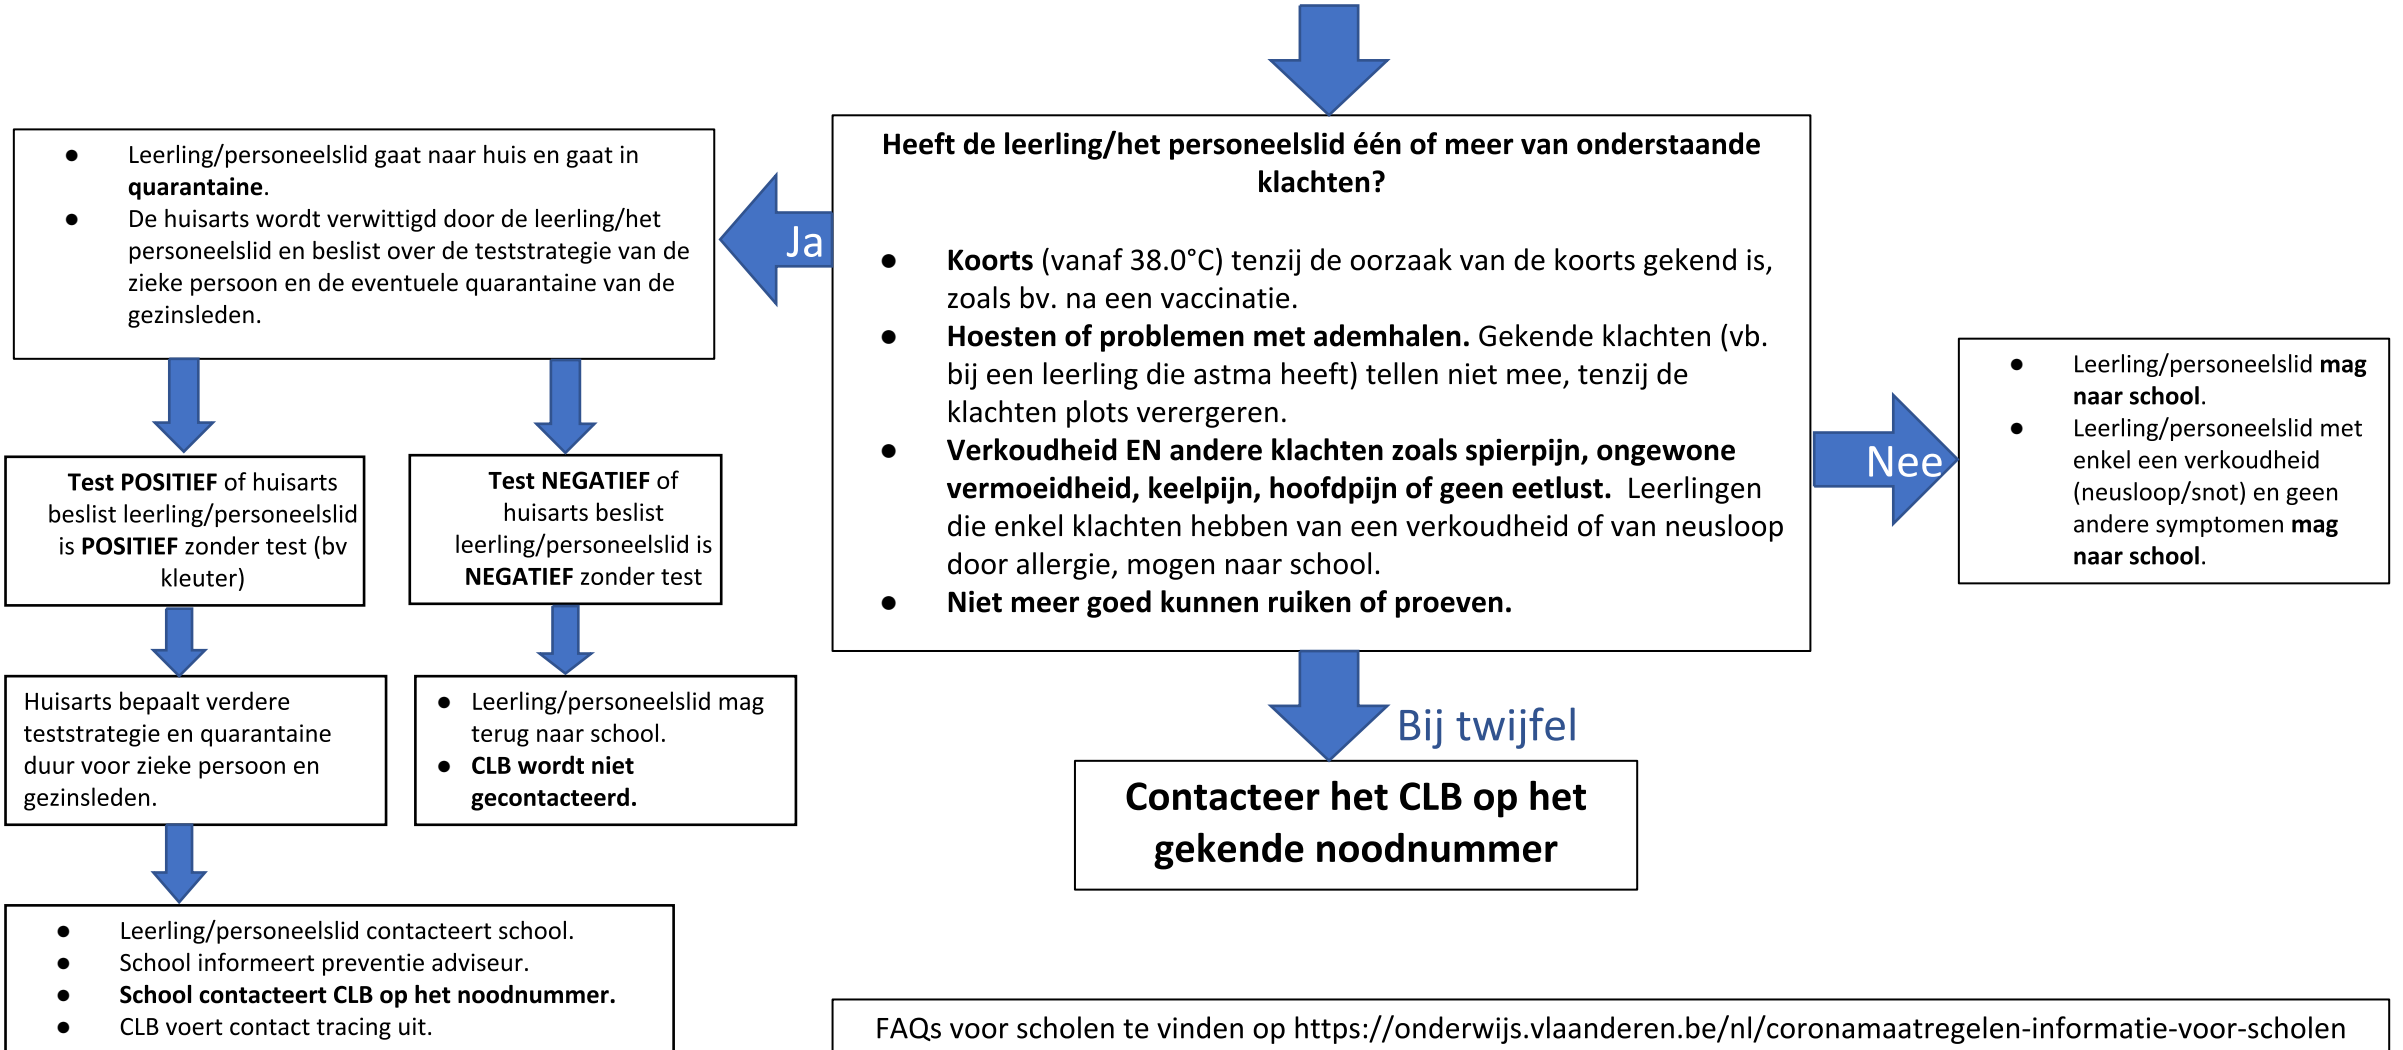 Heeft de leerling/het personeelslid één of meer van onderstaande
klachten?
● Koorts (vanaf 38.0°C) tenzij de oorzaak van de koorts gekend is,
zoals bv. na een vaccinatie.
● Hoesten of problemen met ademhalen. Gekende klachten (vb.
bij een leerling die astma heeft) tellen niet mee, tenzij de
klachten plots verergeren.
● Verkoudheid EN andere klachten zoals spierpijn, ongewone
vermoeidheid, keelpijn, hoofdpijn of geen eetlust. Leerlingen
die enkel klachten hebben van een verkoudheid of van neusloop
door allergie, mogen naar school.
● Niet meer goed kunnen ruiken of proeven.
Ja
● Leerling/personeelslid gaat naar huis en gaat in
quarantaine.
● De huisarts wordt verwittigd door de leerling/het
personeelslid en beslist over de teststrategie van de
zieke persoon en de eventuele quarantaine van de
gezinsleden.
Test POSITIEF of huisarts
beslist leerling/personeelslid
is POSITIEF zonder test (bv
kleuter)
Huisarts bepaalt verdere
teststrategie en quarantaine
duur voor zieke persoon en
gezinsleden.
● Leerling/personeelslid contacteert school.
● School informeert preventie adviseur.
● School contacteert CLB op het noodnummer.
● CLB voert contact tracing uit.
Test NEGATIEF of
huisarts beslist
leerling/personeelslid is
NEGATIEF zonder test
● Leerling/personeelslid mag
terug naar school.
● CLB wordt niet
gecontacteerd.
Nee
● Leerling/personeelslid mag
naar school.
● Leerling/personeelslid met
enkel een verkoudheid
(neusloop/snot) en geen
andere symptomen mag
naar school.
Bij twijfel
Contacteer het CLB op het
gekende noodnummer
FAQs voor scholen te vinden op https://onderwijs.vlaanderen.be/nl/coronamaatregelen-informatie-voor-scholen